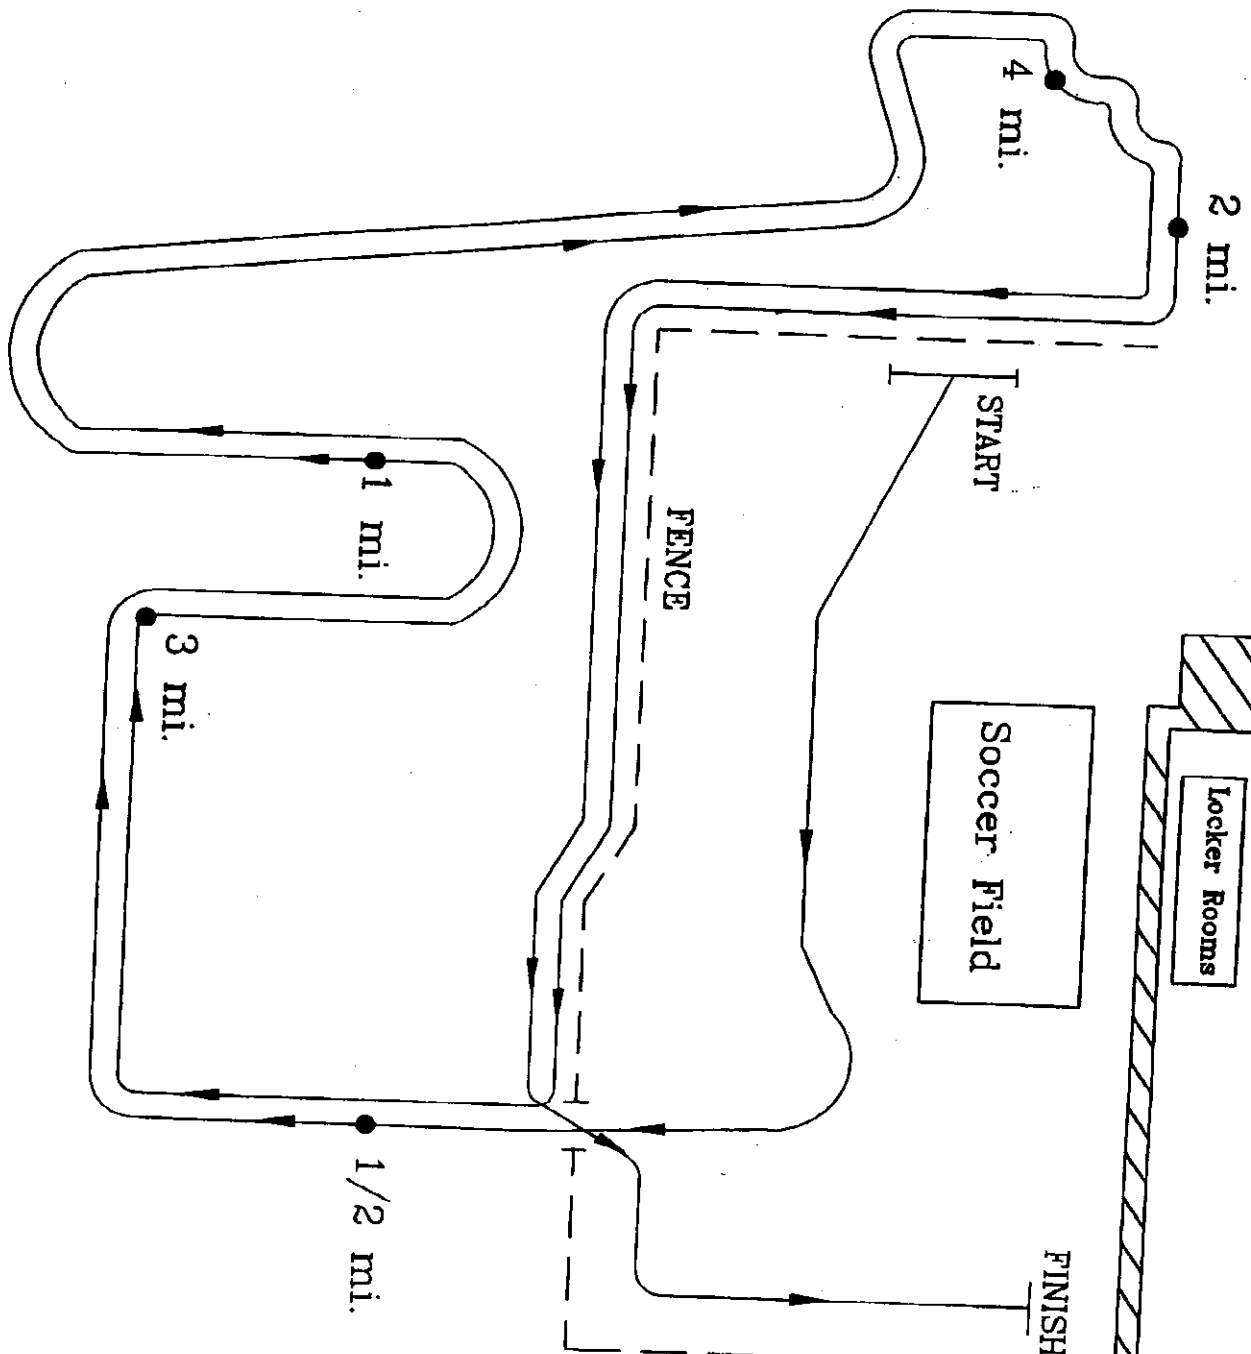 2 mi.
4 mi.
START
FENCE
1 mi.
3 mi.
Soccer Field
Locker Rooms
1/2 mi.
FINISH